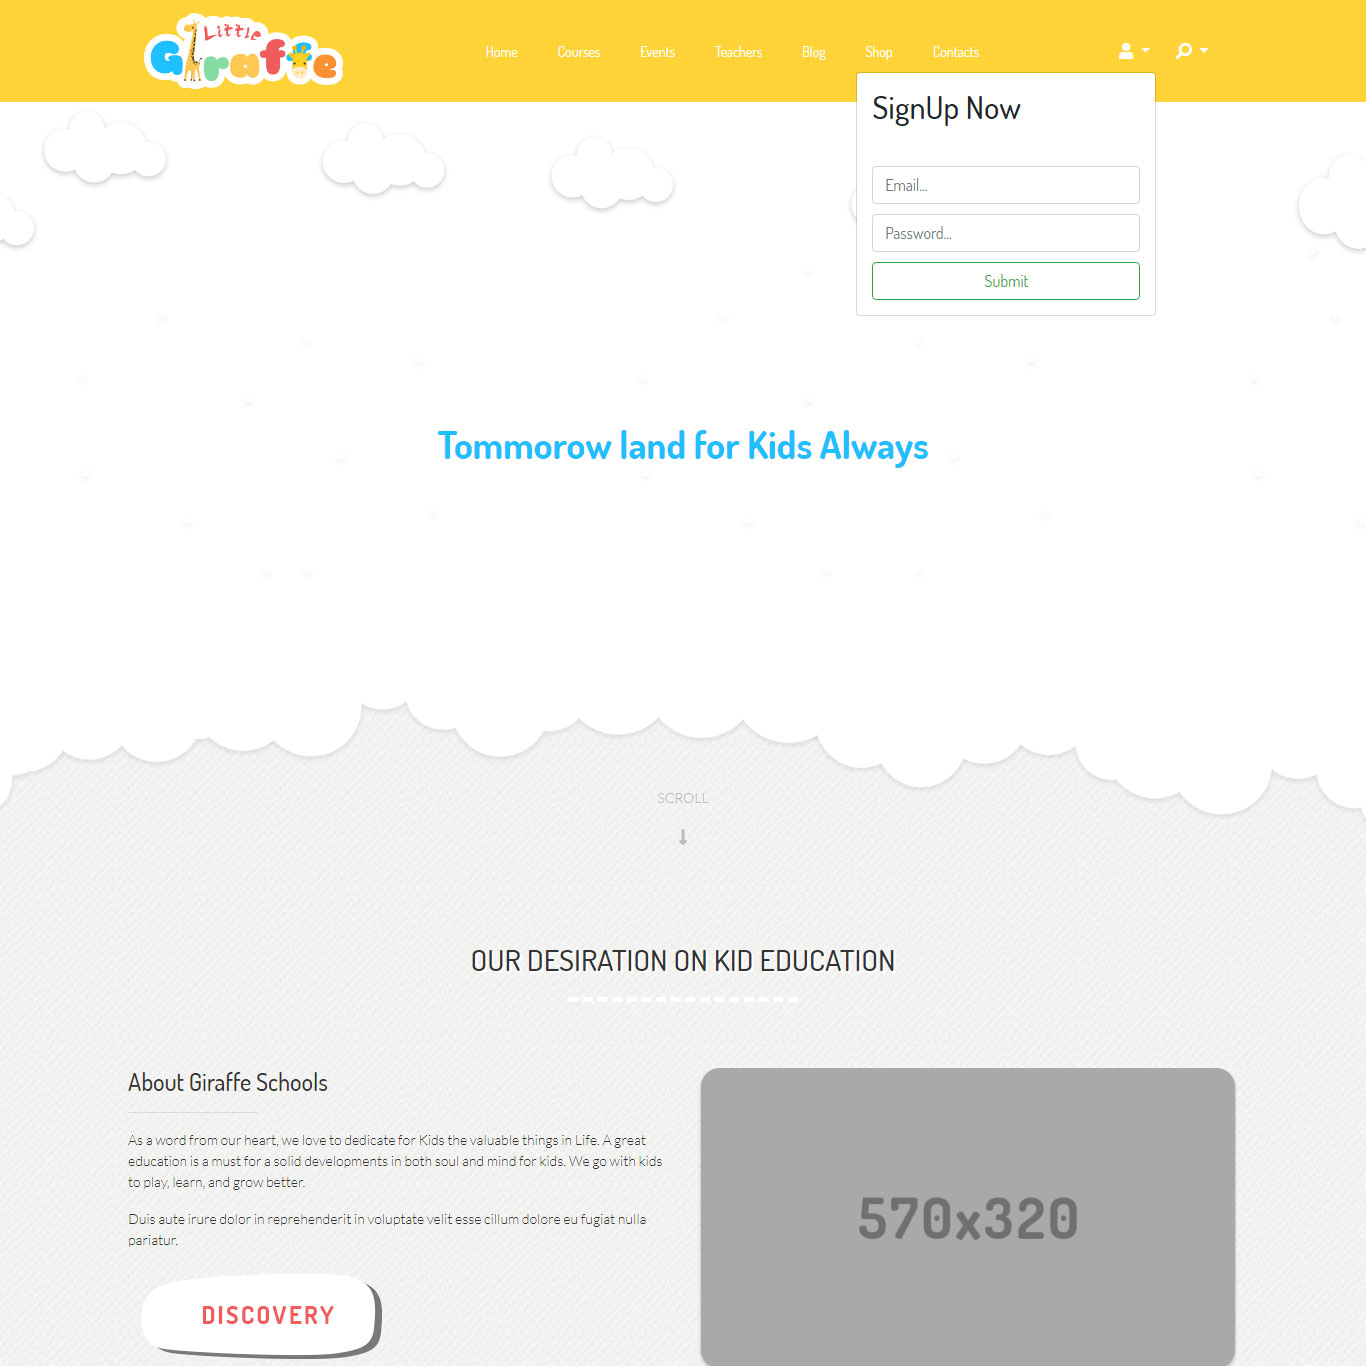 Little
Giraffe
Home
Courses
Events
Teachers
Blog
Shop
Contacts
SignUp Now
Email...
Password...
Submit
Tommorow land for Kids Always
SCROLL
OUR DESIRATION ON KID EDUCATION
About Giraffe Schools
As a word from our heart, we love to dedicate for Kids the valuable things in Life. A great
education is a must for a solid developments in both soul and mind for kids. We go with kids
to play, learn, and grow better.
Duis aute irure dolor in reprehenderit in voluptate velit esse cillum dolore eu fugiat nulla
pariatur.
DISCOVERY
570x320